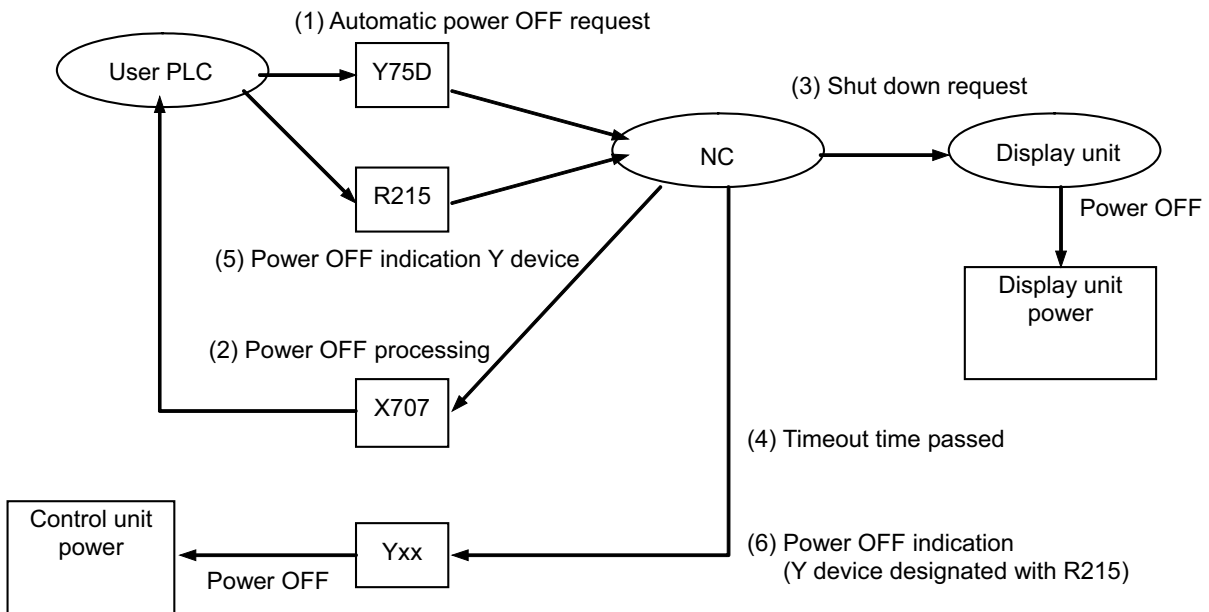 (1) Automatic power OFF request
User PLC
Y75D
(3) Shut down request
NC
Display unit
R215
Power OFF
(5) Power OFF indication Y device
Display unit
power
(2) Power OFF processing
X707
(4) Timeout time passed
Control unit
power
Yxx
Power OFF
(6) Power OFF indication
(Y device designated with R215)